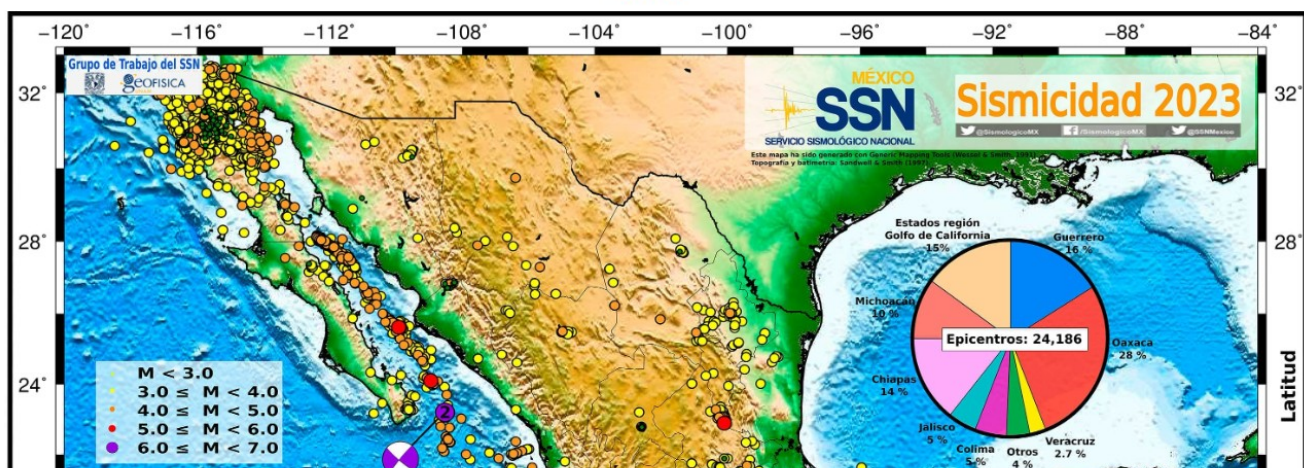 −120° −116° −112° −108° −104° −100° −96° −92° −88° −84°
Grupo de Trabajo del SSN
GEOFISICA
MÉXICO
SSN
SERVICIO SISMOLÓGICO NACIONAL
Sismicidad 2023
@SismologicoMX /SismologicoMX @SSNMexico
Este mapa ha sido generado con Generic Mapping Tools (Wessel & Smith, 1991)
Topografía y batimetría: Sandwell & Smith (1997)
32° 32°
28° 28°
24° 24°
Latitud
Estados región
Golfo de California
15%
Guerrero
16 %
Michoacán
10 %
Epicentros: 24,186
Oaxaca
28 %
Chiapas
14 %
Jalisco
5 %
Colima
5 %
Otros
4 %
Veracruz
2.7 %
M < 3.0
3.0 ≤ M < 4.0
4.0 ≤ M < 5.0
5.0 ≤ M < 6.0
6.0 ≤ M < 7.0
2